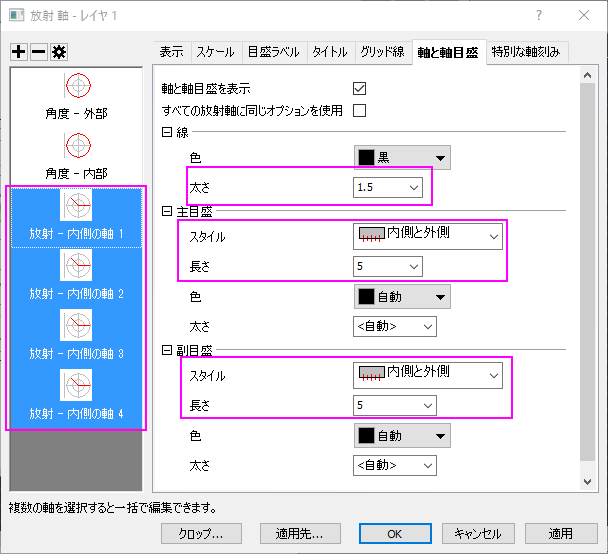 放射 軸 - レイヤ 1
表示 スケール 目盛ラベル タイトル グリッド線 軸と軸目盛 特別な軸刻み
角度 - 外部
角度 - 内部
放射 - 内側の軸 1
放射 - 内側の軸 2
放射 - 内側の軸 3
放射 - 内側の軸 4
軸と軸目盛を表示
すべての放射軸に同じオプションを使用
線
色 黒
太さ 1.5
主目盛
スタイル 内側と外側
長さ 5
色 自動
太さ <自動>
副目盛
スタイル 内側と外側
長さ 5
色 自動
太さ <自動>
複数の軸を選択すると一括で編集できます。
クロップ... 適用先... OK キャンセル 適用